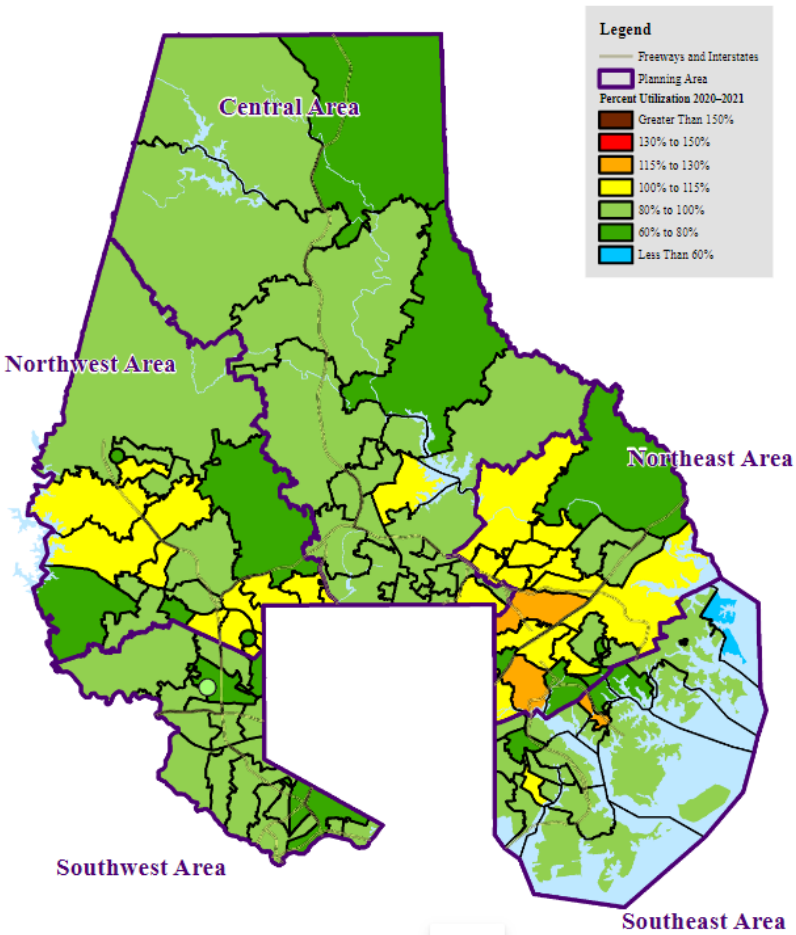 Legend
Freeways and Interstates
Planning Area
Percent Utilization 2020–2021
Greater Than 150%
130% to 150%
115% to 130%
100% to 115%
80% to 100%
60% to 80%
Less Than 60%
Central Area
Northwest Area
Northeast Area
Southwest Area
Southeast Area